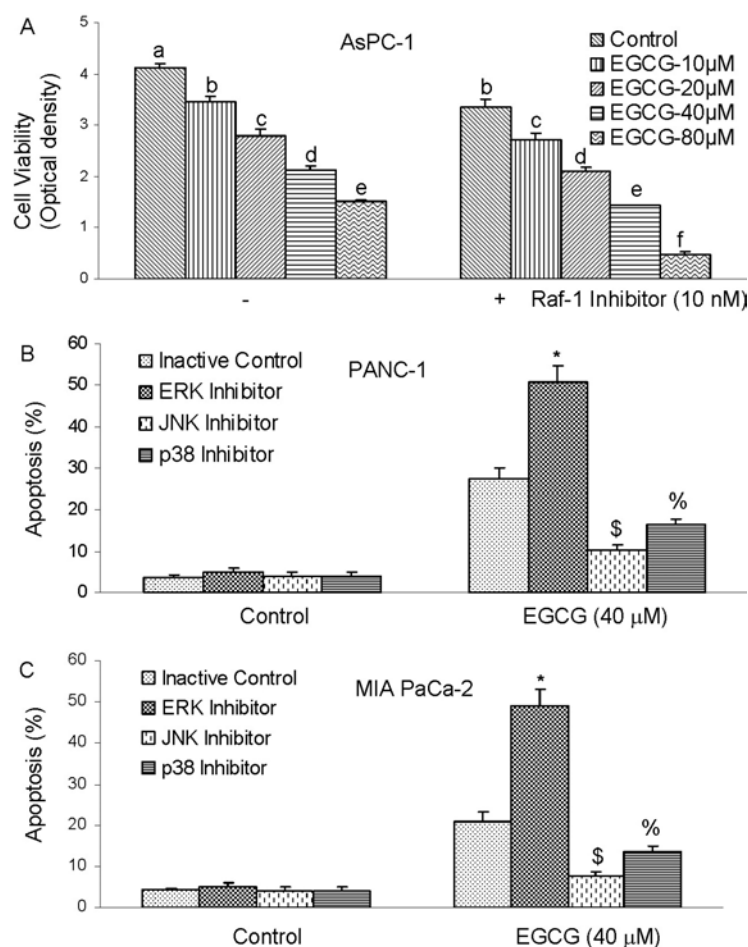 A
AsPC-1
Cell Viability
(Optical density)
5
4
3
2
1
0
a
b
c
d
e
b
c
d
e
f
Control
EGCG-10µM
EGCG-20µM
EGCG-40µM
EGCG-80µM
- + Raf-1 Inhibitor (10 nM)
B
PANC-1
Apoptosis (%)
60
50
40
30
20
10
0
Inactive Control
ERK Inhibitor
JNK Inhibitor
p38 Inhibitor
*
$
%
Control EGCG (40 µM)
C
MIA PaCa-2
Apoptosis (%)
60
50
40
30
20
10
0
Inactive Control
ERK Inhibitor
JNK Inhibitor
p38 Inhibitor
*
$
%
Control EGCG (40 µM)